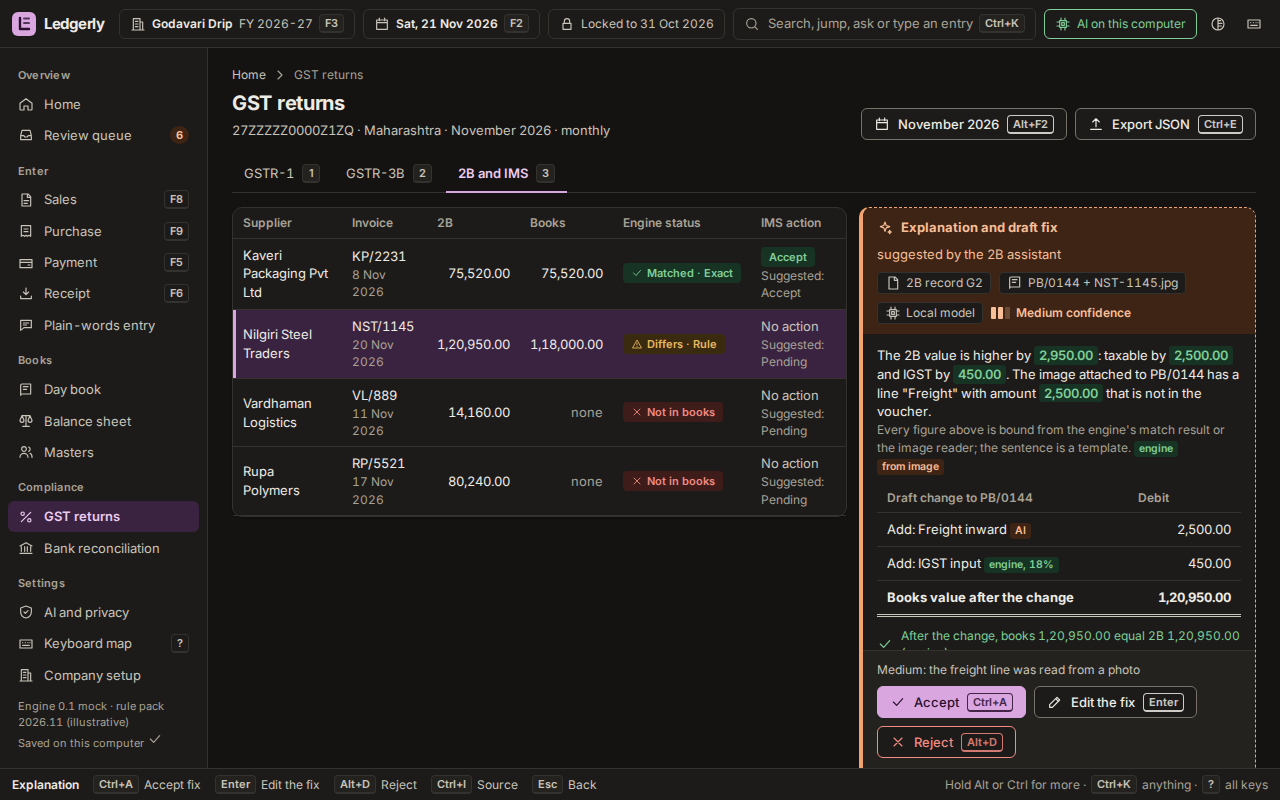 Ledgerly
Godavari Drip FY 2026-27 F3
Sat, 21 Nov 2026 F2
Locked to 31 Oct 2026
Search, jump, ask or type an entry Ctrl+K
AI on this computer
Overview
Home
Review queue 6
Enter
Sales F8
Purchase F9
Payment F5
Receipt F6
Plain-words entry
Books
Day book
Balance sheet
Masters
Compliance
GST returns
Bank reconciliation
Settings
AI and privacy
Keyboard map ?
Company setup
Engine 0.1 mock · rule pack
2026.11 (illustrative)
Saved on this computer
Home > GST returns
GST returns
27ZZZZZ0000Z1ZQ · Maharashtra · November 2026 · monthly
November 2026 Alt+F2
Export JSON Ctrl+E
GSTR-1 1 GSTR-3B 2 2B and IMS 3
Supplier Invoice 2B Books Engine status IMS action
Kaveri
Packaging Pvt
Ltd
KP/2231
8 Nov
2026
75,520.00 75,520.00 Matched · Exact
Accept
Suggested:
Accept
Nilgiri Steel
Traders
NST/1145
20 Nov
2026
1,20,950.00 1,18,000.00 Differs · Rule
No action
Suggested:
Pending
Vardhaman
Logistics
VL/889
11 Nov
2026
14,160.00 none Not in books
No action
Suggested:
Pending
Rupa
Polymers
RP/5521
17 Nov
2026
80,240.00 none Not in books
No action
Suggested:
Pending
Explanation and draft fix
suggested by the 2B assistant
2B record G2 PB/0144 + NST-1145.jpg
Local model Medium confidence
The 2B value is higher by 2,950.00 : taxable by 2,500.00
and IGST by 450.00 . The image attached to PB/0144 has a
line "Freight" with amount 2,500.00 that is not in the
voucher.
Every figure above is bound from the engine's match result or
the image reader; the sentence is a template. engine
from image
Draft change to PB/0144 Debit
Add: Freight inward AI 2,500.00
Add: IGST input engine, 18% 450.00
Books value after the change 1,20,950.00
After the change, books 1,20,950.00 equal 2B 1,20,950.00
Medium: the freight line was read from a photo
Accept Ctrl+A
Edit the fix Enter
Reject Alt+D
Explanation Ctrl+A Accept fix Enter Edit the fix Alt+D Reject Ctrl+I Source Esc Back
Hold Alt or Ctrl for more · Ctrl+K anything · ? all keys